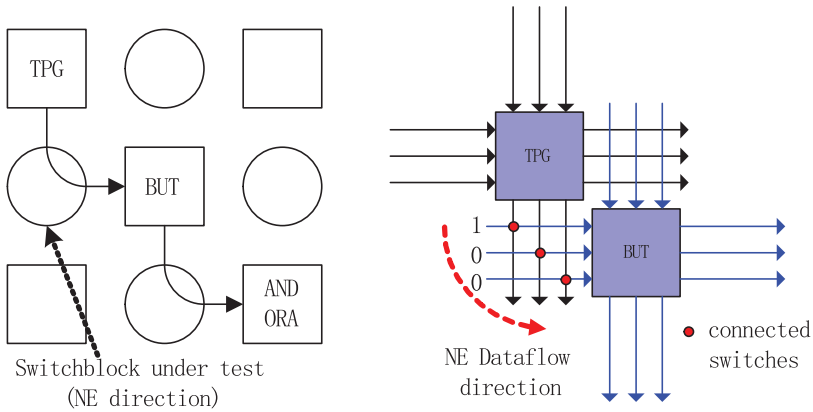 TPG
BUT
AND
ORA
Switchblock under test
(NE direction)
TPG
1
0
0
BUT
NE Dataflow
direction
connected
switches